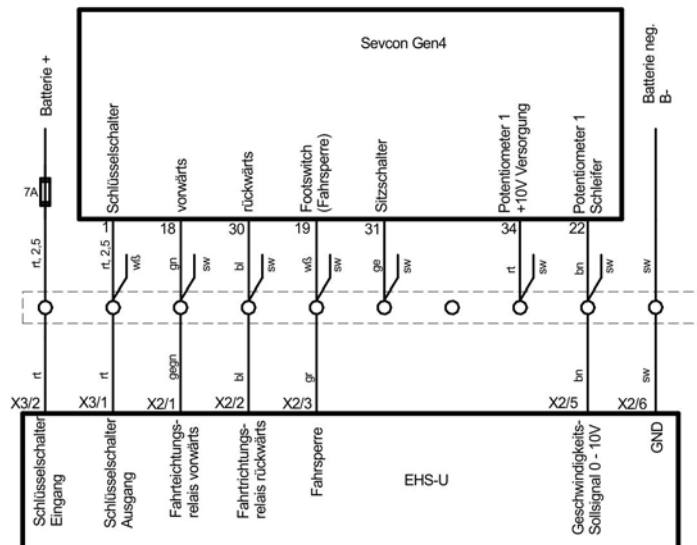 Sevcon Gen4
Batterie +
Batterie neg.
B-
7A
Schlüsselschalter
vorwärts
rückwärts
Footswitch
(Fahrsperre)
Sitzschalter
Potentiometer 1
+10V Versorgung
Potentiometer 1
Schleifer
1
18
30
19
31
34
22
rt, 2,5
rt, 2,5
wß
gn
sw
bl
sw
wß
sw
ge
sw
rt
sw
bn
sw
sw
rt
rt
gegn
bl
gr
bn
sw
X3/2
X3/1
X2/1
X2/2
X2/3
X2/5
X2/6
Schlüsselschalter
Eingang
Schlüsselschalter
Ausgang
Fahrteichtungs-
relais vorwärts
Fahrtrichtungs-
relais rückwärts
Fahrsperre
EHS-U
Geschwindigkeits-
Sollsignal 0 - 10V
GND